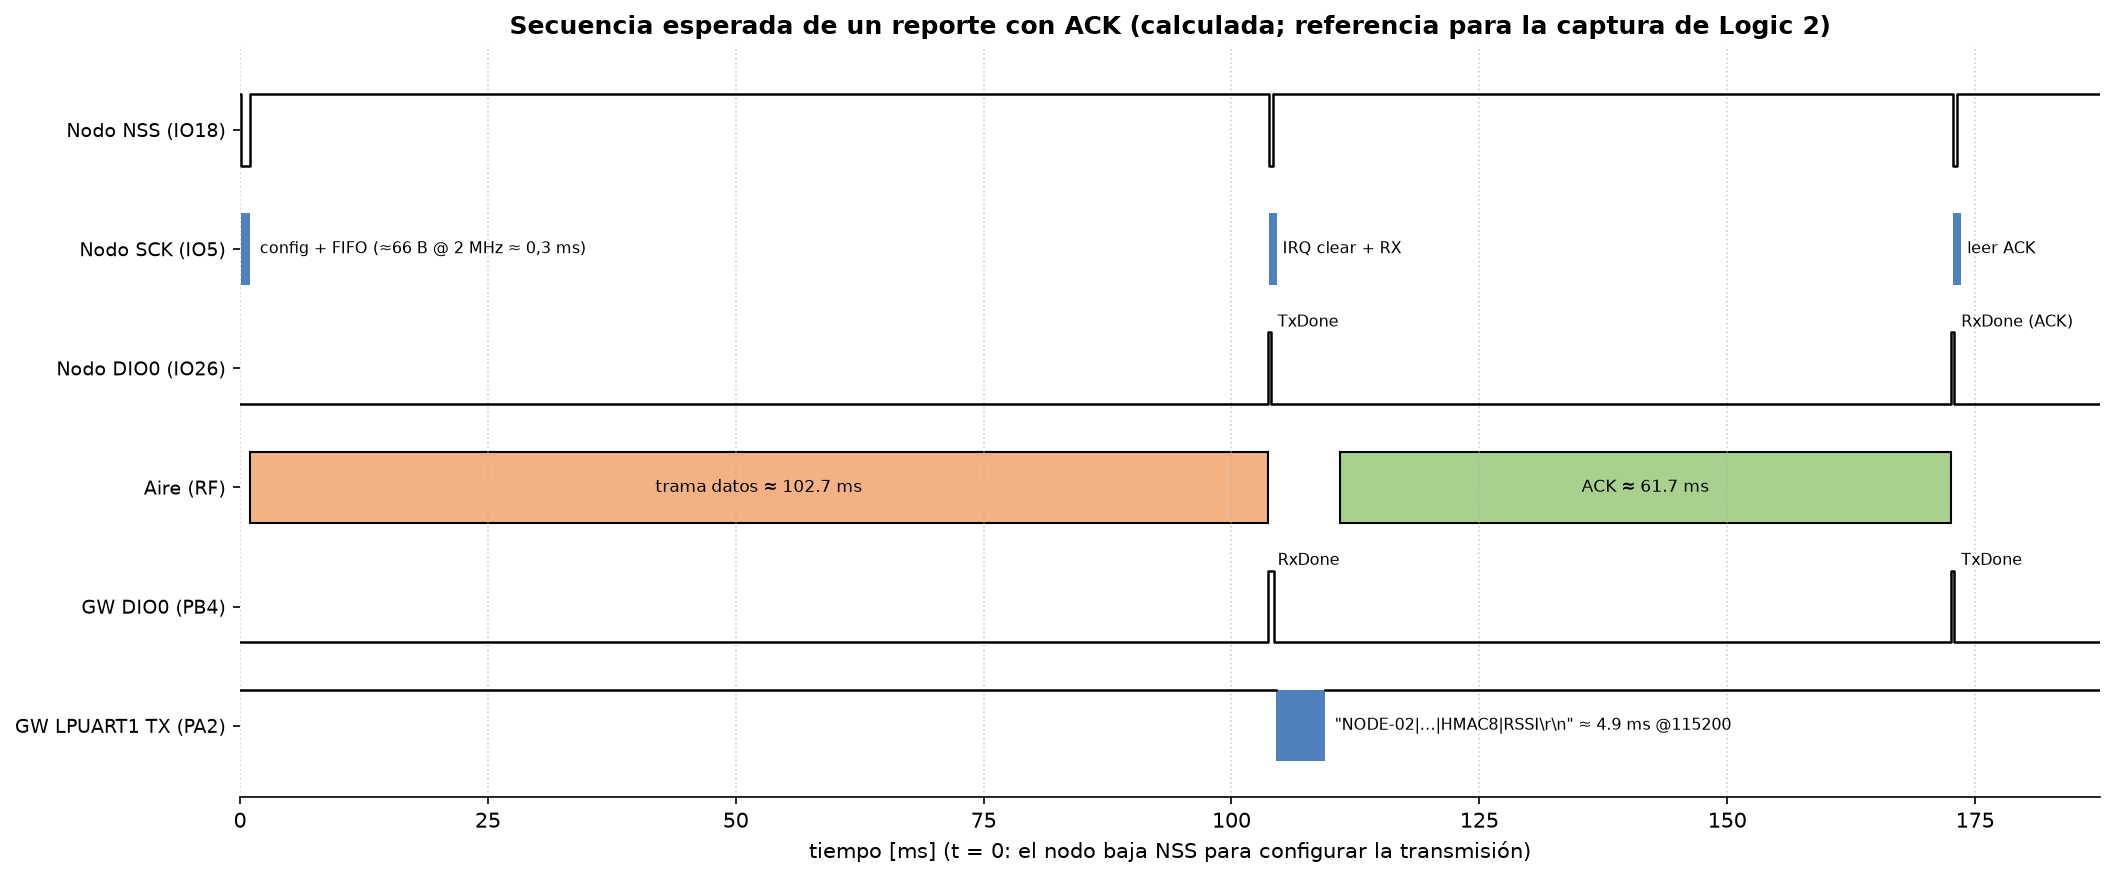 Secuencia esperada de un reporte con ACK (calculada; referencia para la captura de Logic 2)
Nodo NSS (IO18)
Nodo SCK (IO5)
config + FIFO (≈66 B @ 2 MHz ≈ 0,3 ms)
IRQ clear + RX
leer ACK
TxDone
RxDone (ACK)
Nodo DIO0 (IO26)
Aire (RF)
trama datos ≈ 102.7 ms
ACK ≈ 61.7 ms
RxDone
TxDone
GW DIO0 (PB4)
GW LPUART1 TX (PA2)
"NODE-02|...|HMAC8|RSSI\r\n" ≈ 4.9 ms @115200
0 25 50 75 100 125 150 175
tiempo [ms] (t = 0: el nodo baja NSS para configurar la transmisión)